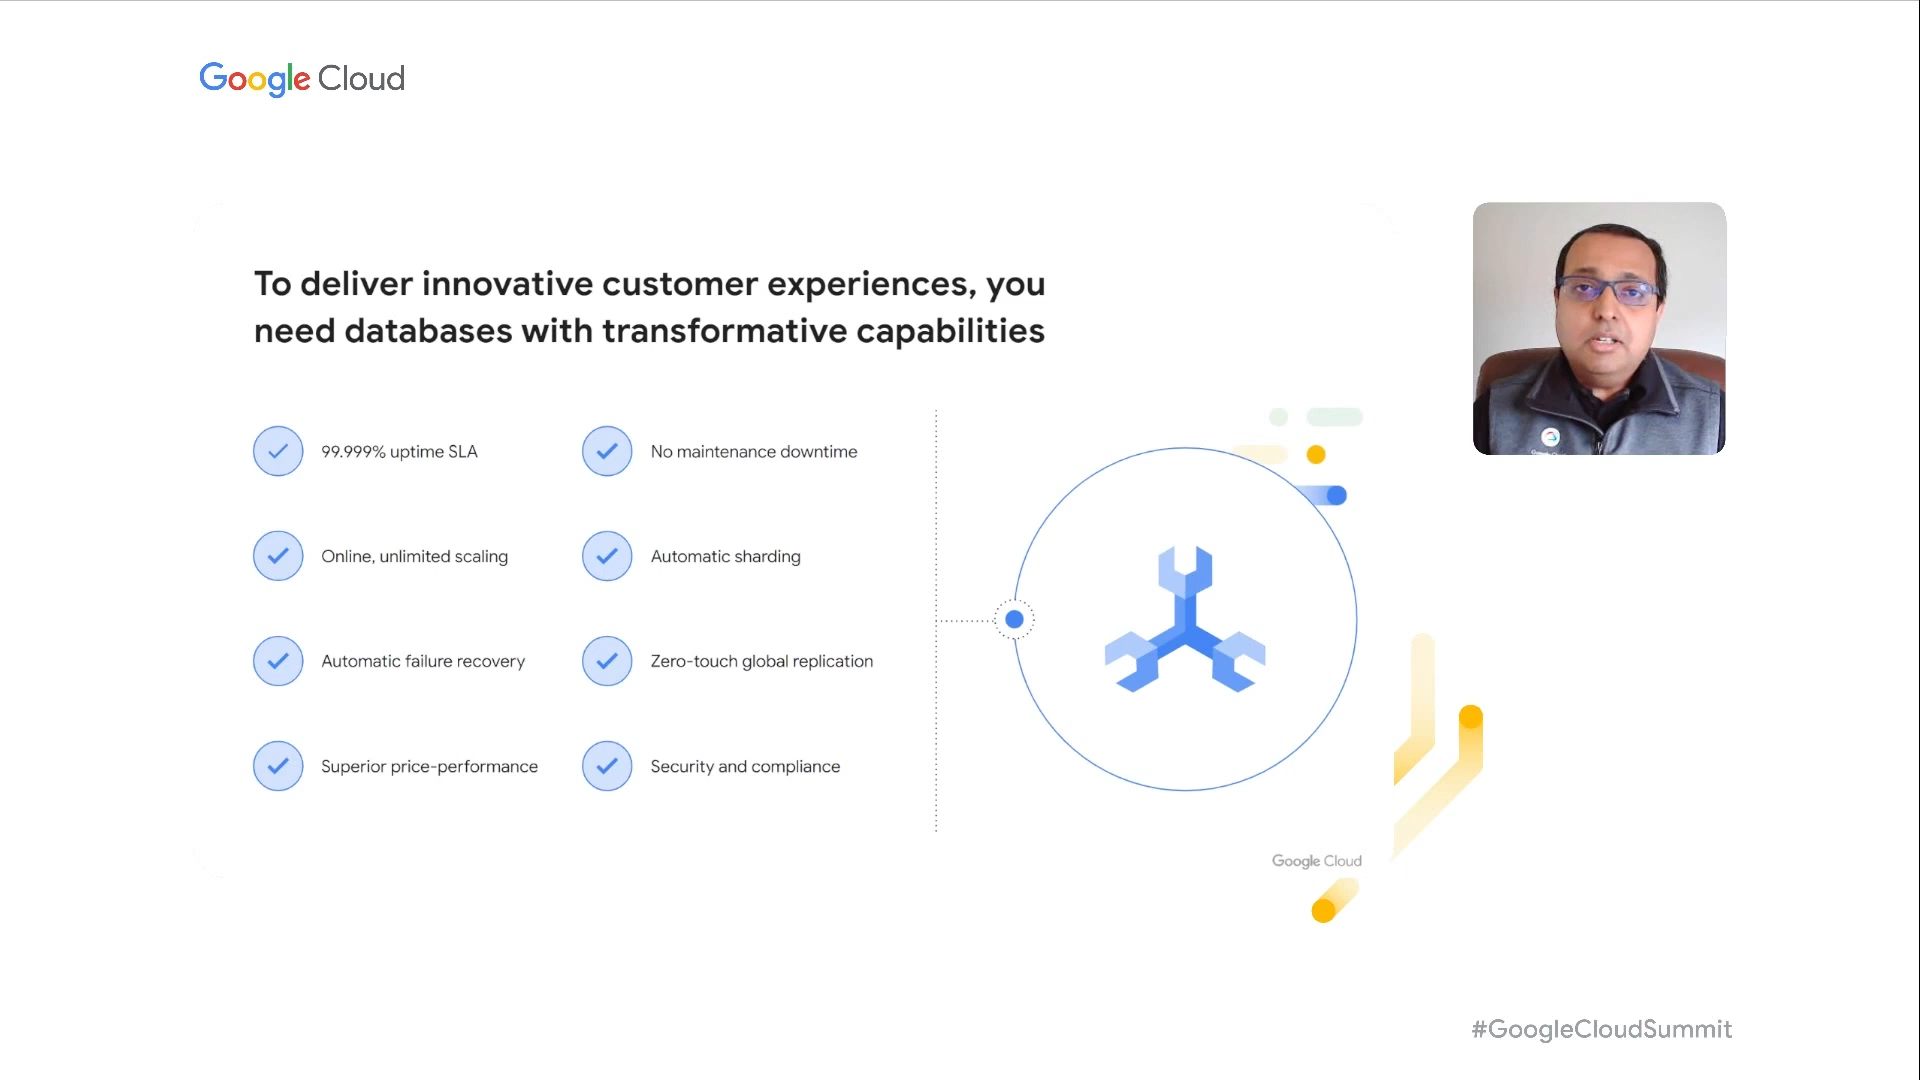 Google Cloud
To deliver innovative customer experiences, you
need databases with transformative capabilities
99.999% uptime SLA
No maintenance downtime
Online, unlimited scaling
Automatic sharding
Automatic failure recovery
Zero-touch global replication
Superior price-performance
Security and compliance
Google Cloud
#GoogleCloudSummit